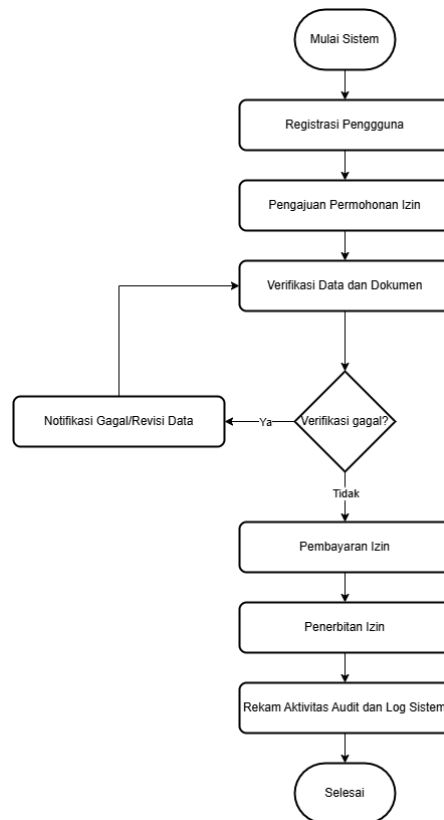 Mulai Sistem
Registrasi Penggguna
Pengajuan Permohonan Izin
Verifikasi Data dan Dokumen
Notifikasi Gagal/Revisi Data
Ya
Verifikasi gagal?
Tidak
Pembayaran Izin
Penerbitan Izin
Rekam Aktivitas Audit dan Log Sistem
Selesai